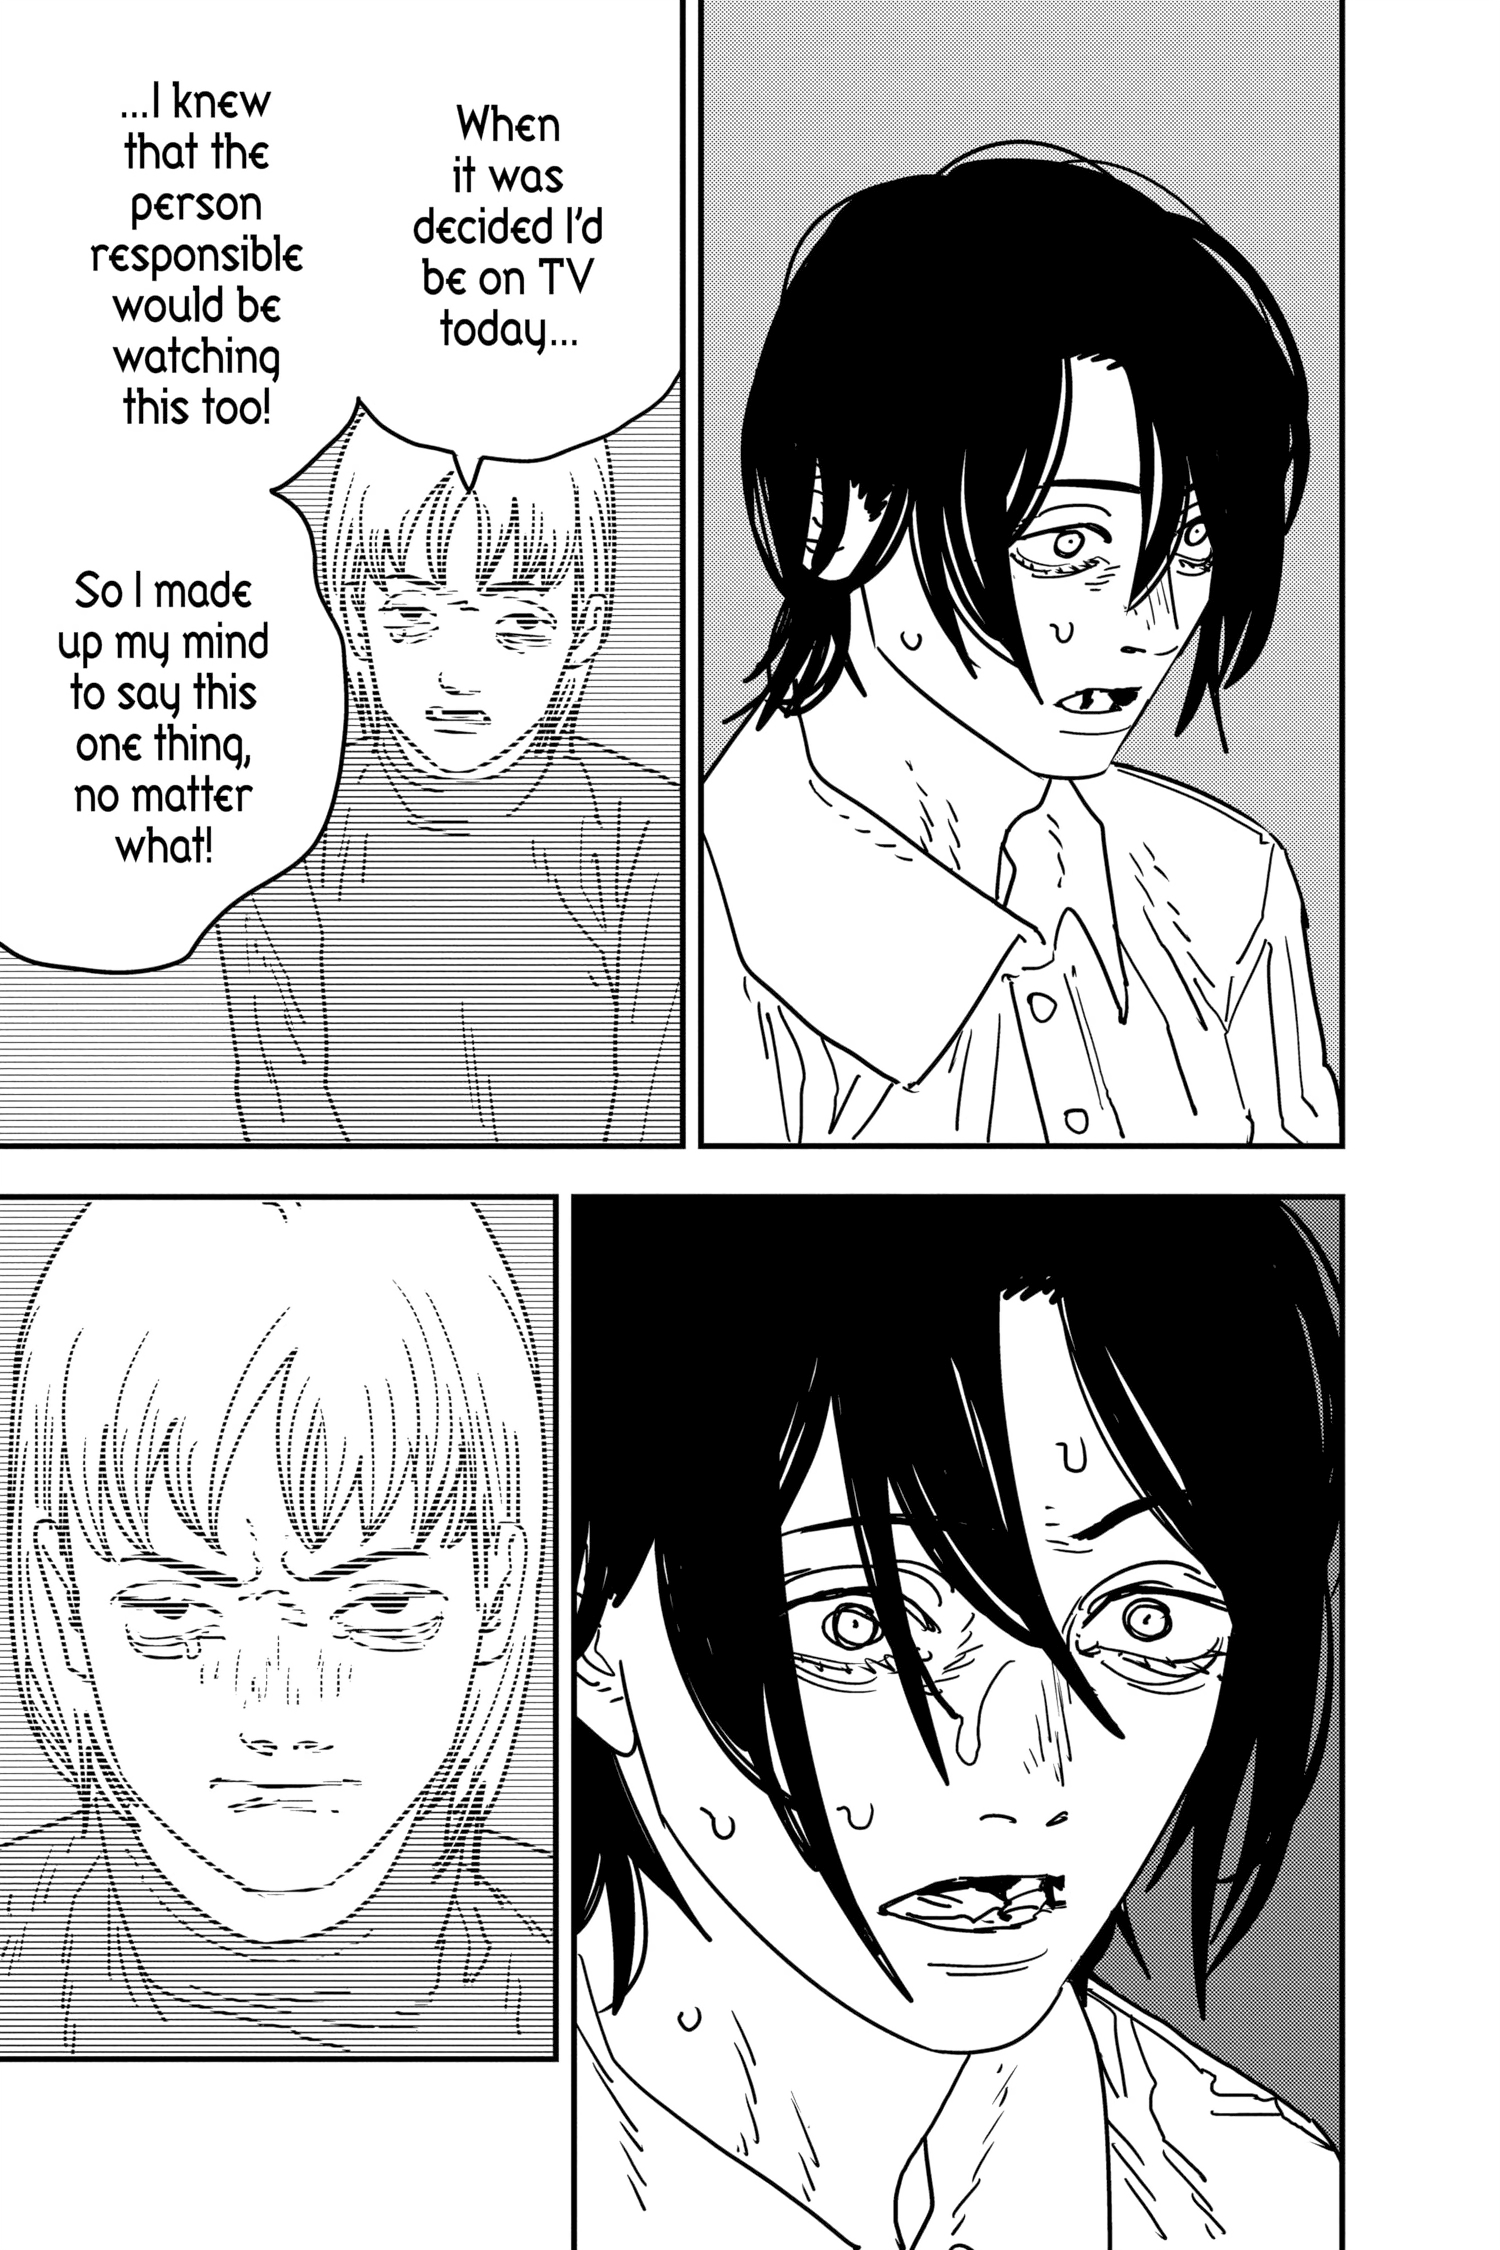 When
it was
decided I'd
be on TV
today...
...I knew
that the
person
responsible
would be
watching
this too!
So I made
up my mind
to say this
one thing,
no matter
what!